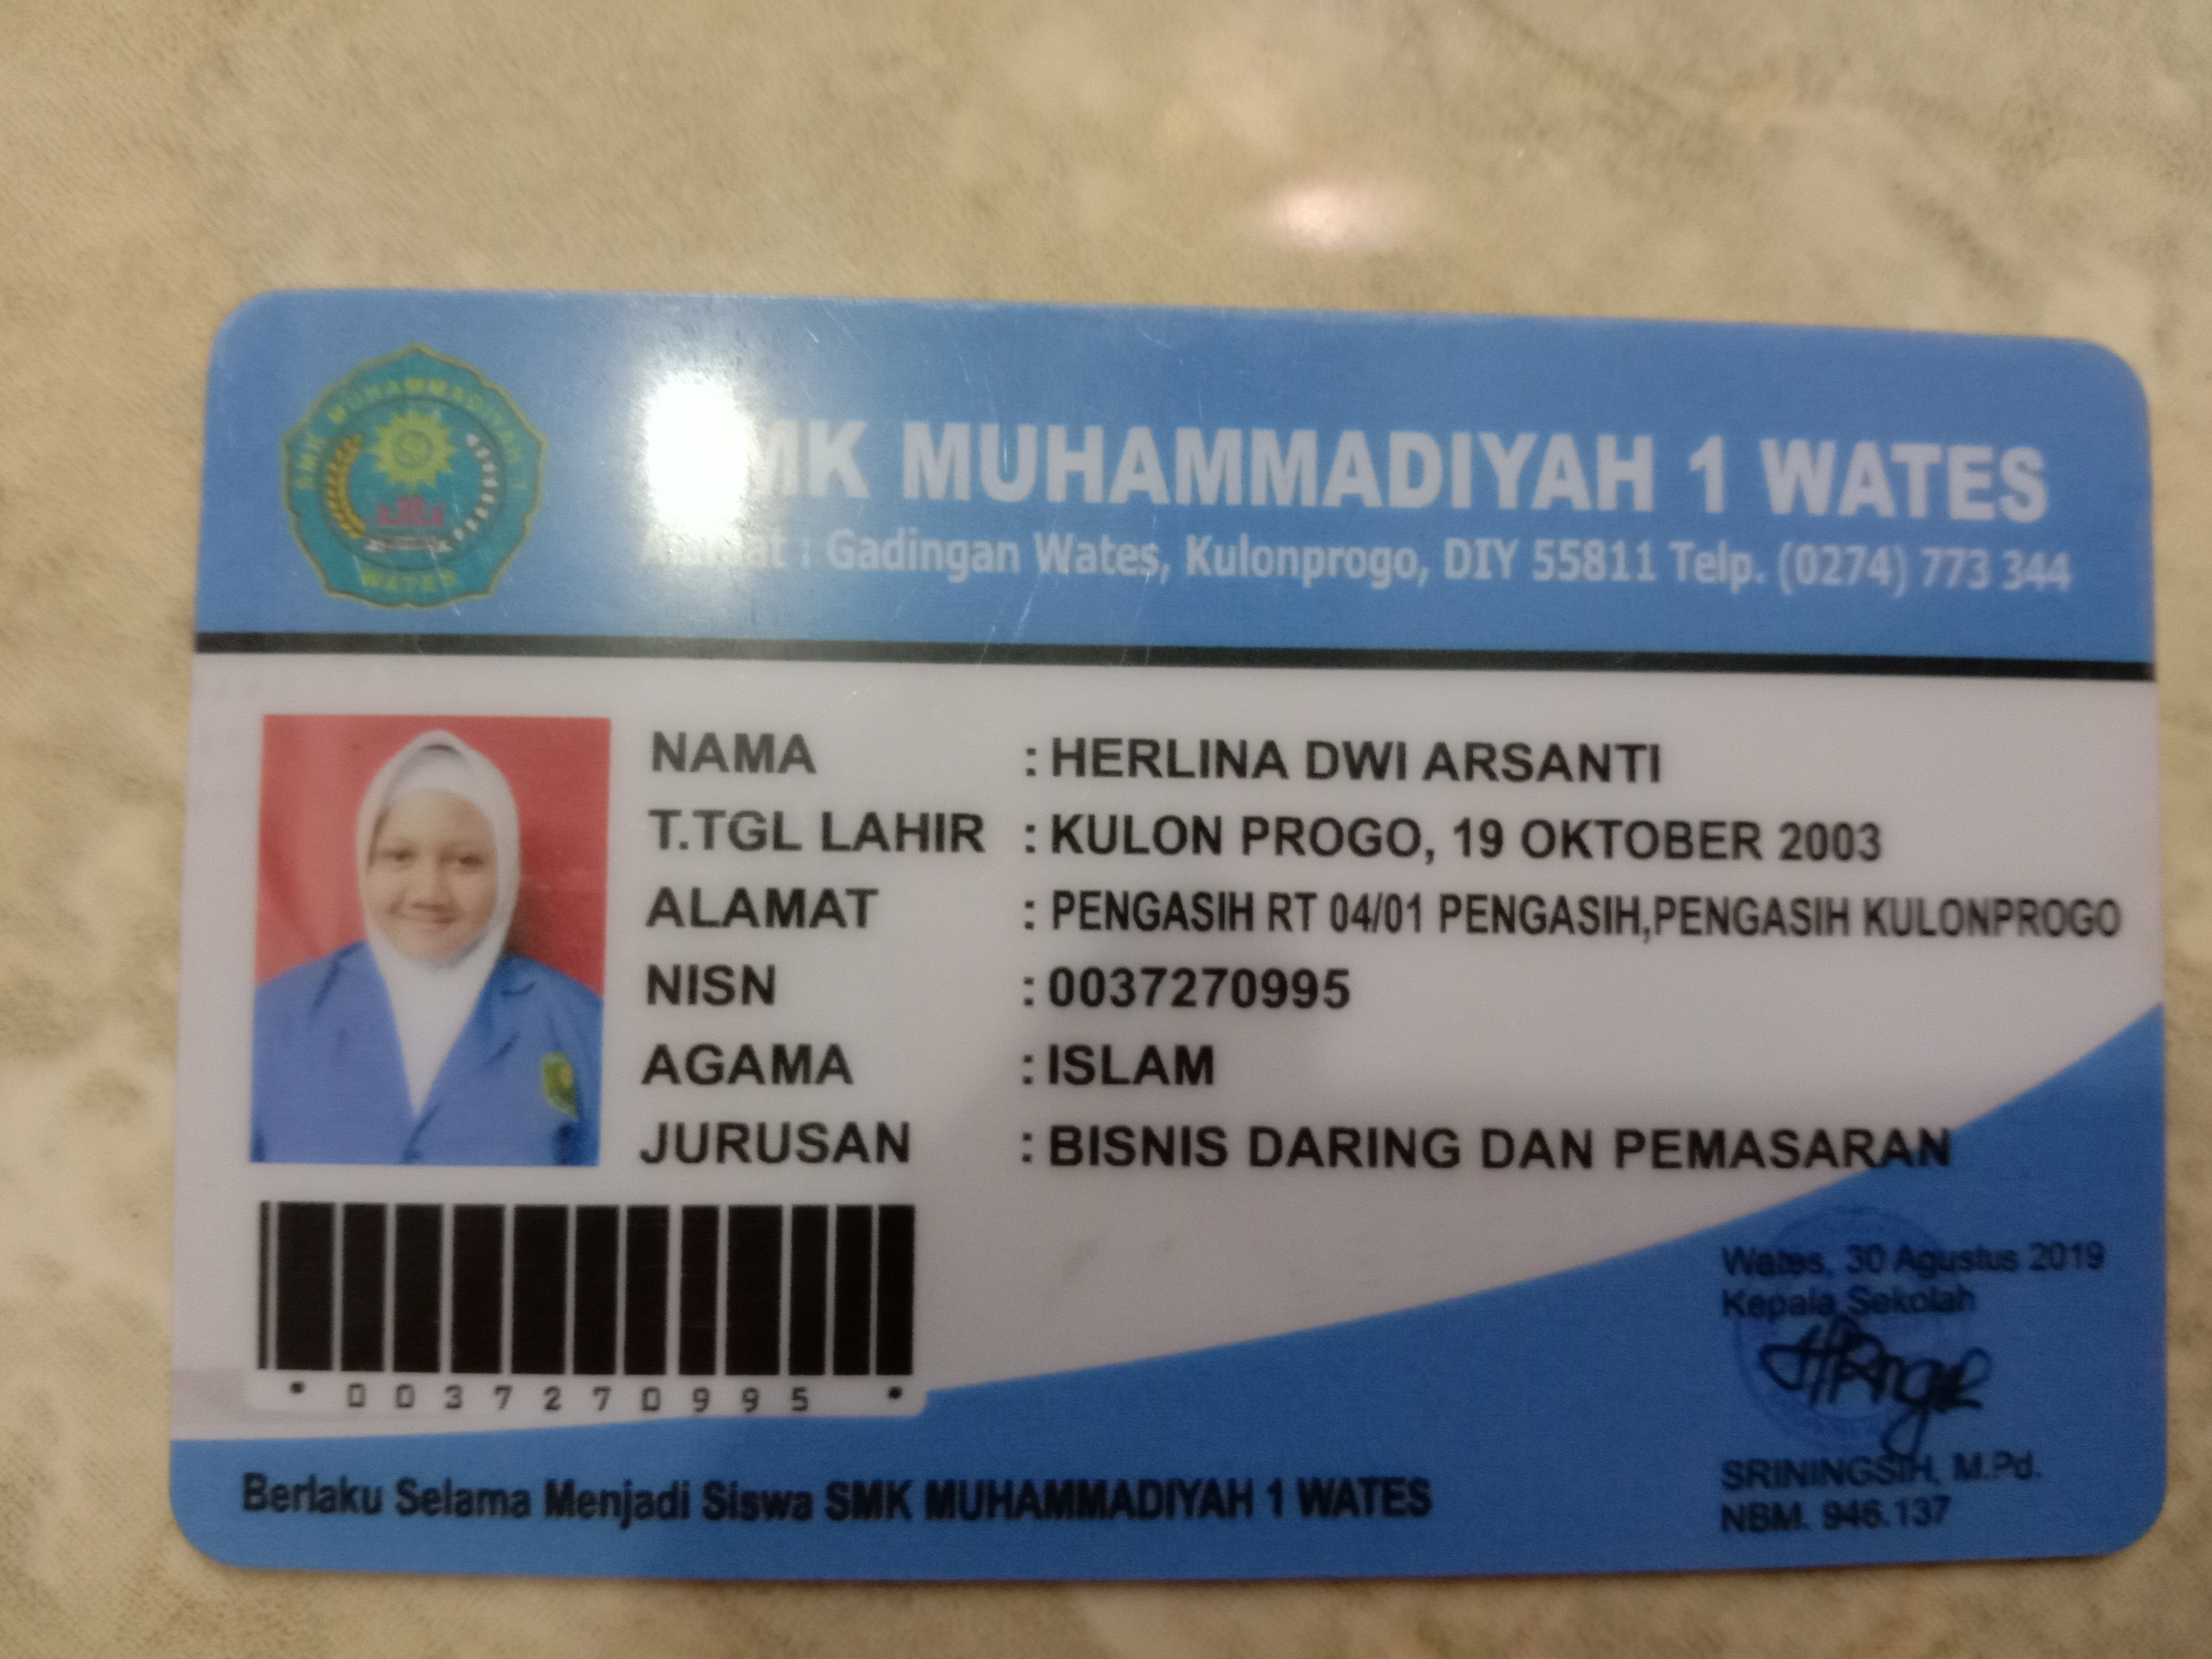 SMK MUHAMMADIYAH 1
WATES
SMK MUHAMMADIYAH 1 WATES
Alamat : Gadingan Wates, Kulonprogo, DIY 55811 Telp. (0274) 773 344
NAMA : HERLINA DWI ARSANTI
T.TGL LAHIR : KULON PROGO, 19 OKTOBER 2003
ALAMAT : PENGASIH RT 04/01 PENGASIH,PENGASIH KULONPROGO
NISN : 0037270995
AGAMA : ISLAM
JURUSAN : BISNIS DARING DAN PEMASARAN
* 0037270995 *
Wates, 30 Agustus 2019
Kepala Sekolah
SRININGSIH, M.Pd.
NBM. 946.137
Berlaku Selama Menjadi Siswa SMK MUHAMMADIYAH 1 WATES